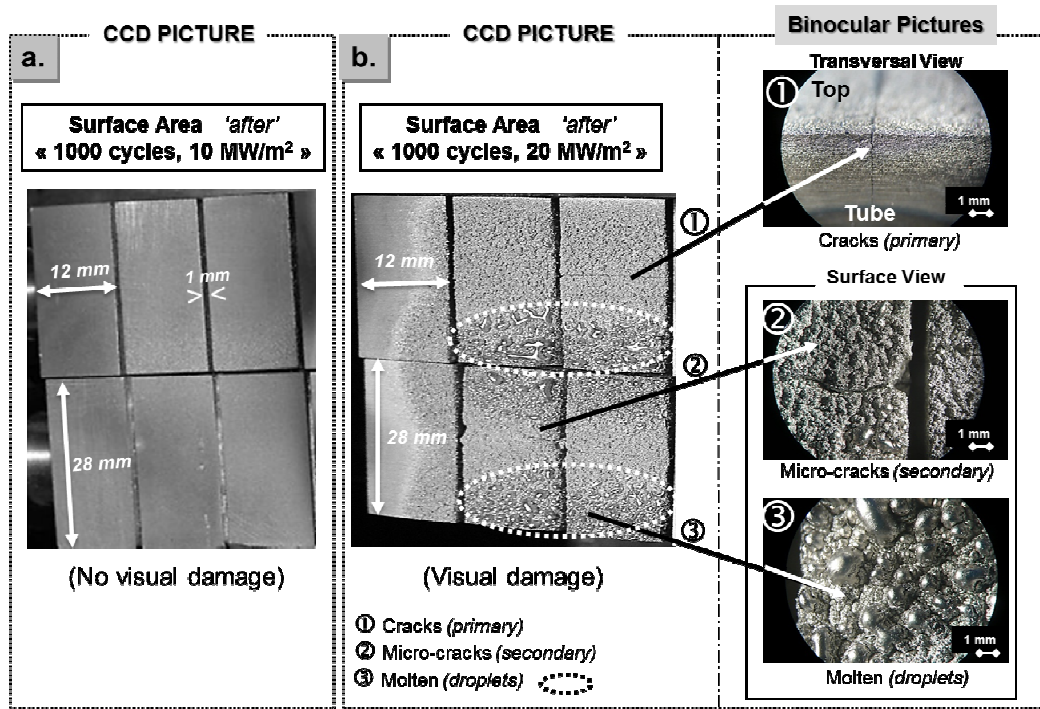 a.
CCD PICTURE
Surface Area 'after'
« 1000 cycles, 10 MW/m² »
12 mm
1 mm
> <
28 mm
(No visual damage)
b.
CCD PICTURE
Surface Area 'after'
« 1000 cycles, 20 MW/m² »
12 mm
28 mm
①
②
③
(Visual damage)
① Cracks (primary)
② Micro-cracks (secondary)
③ Molten (droplets)
Binocular Pictures
Transversal View
① Top
1 mm
Tube
Cracks (primary)
Surface View
②
1 mm
Micro-cracks (secondary)
③
1 mm
Molten (droplets)